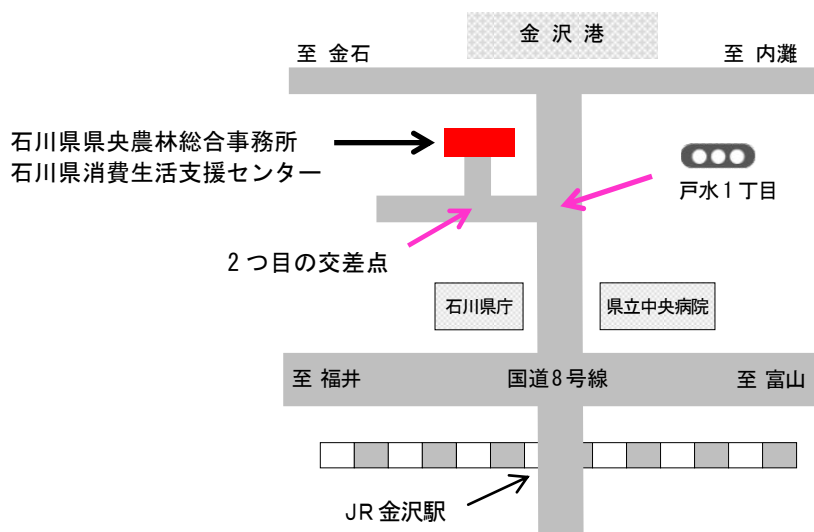 金沢港
至 金石
至 内灘
石川県県央農林総合事務所
石川県消費生活支援センター
戸水1丁目
2つ目の交差点
石川県庁
県立中央病院
至 福井
国道8号線
至 富山
JR金沢駅